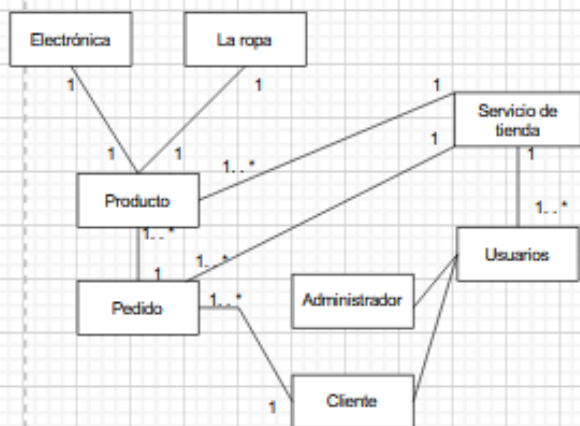 Electrónica
La ropa
1
1
1
Servicio de
tienda
1
1
1
1
1..*
Producto
1..*
1..*
1..*
Usuarios
1
Pedido
1..*
Administrador
1
Cliente